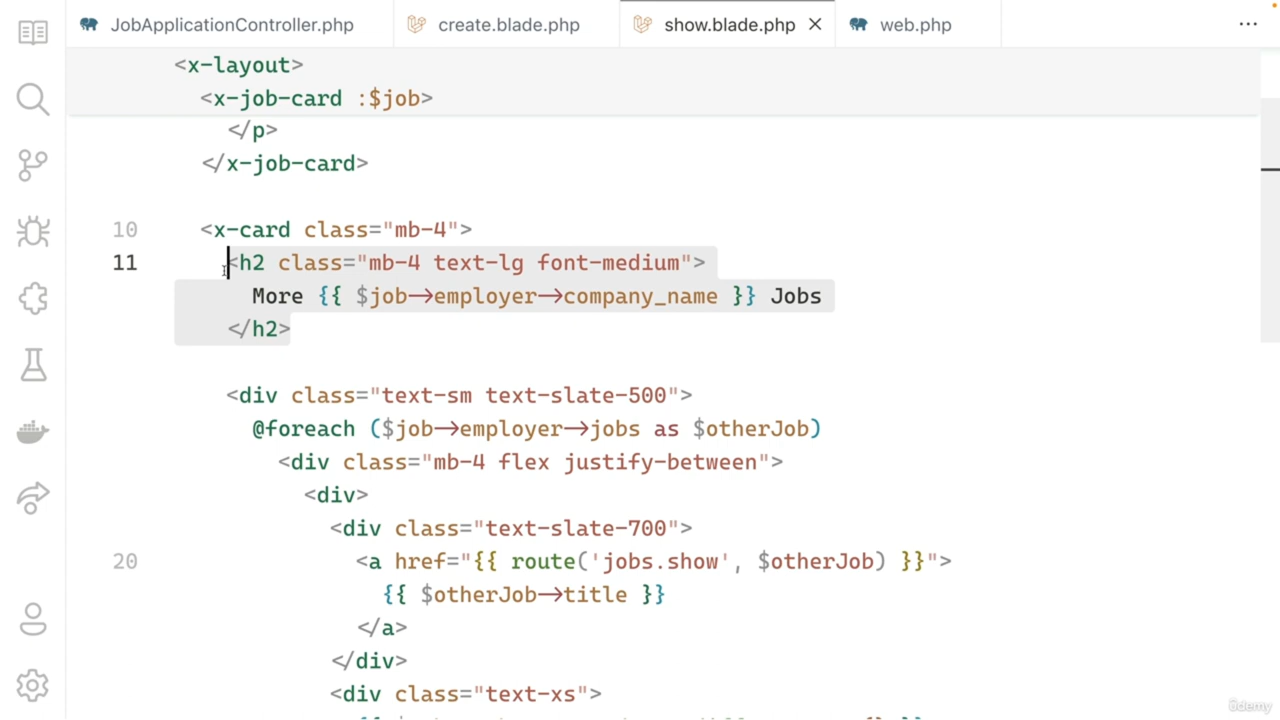 JobApplicationController.php
create.blade.php
show.blade.php
web.php
<x-layout>
<x-job-card :$job>
</p>
</x-job-card>
10 <x-card class="mb-4">
11 <h2 class="mb-4 text-lg font-medium">
More {{ $job->employer->company_name }} Jobs
</h2>
<div class="text-sm text-slate-500">
@foreach ($job->employer->jobs as $otherJob)
<div class="mb-4 flex justify-between">
<div>
<div class="text-slate-700">
20 <a href="{{ route('jobs.show', $otherJob) }}">
{{ $otherJob->title }}
</a>
</div>
<div class="text-xs">
ûdemy